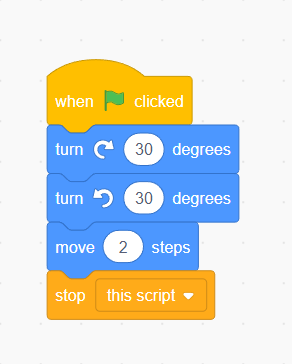 when clicked
turn 30 degrees
turn 30 degrees
move 2 steps
stop this script